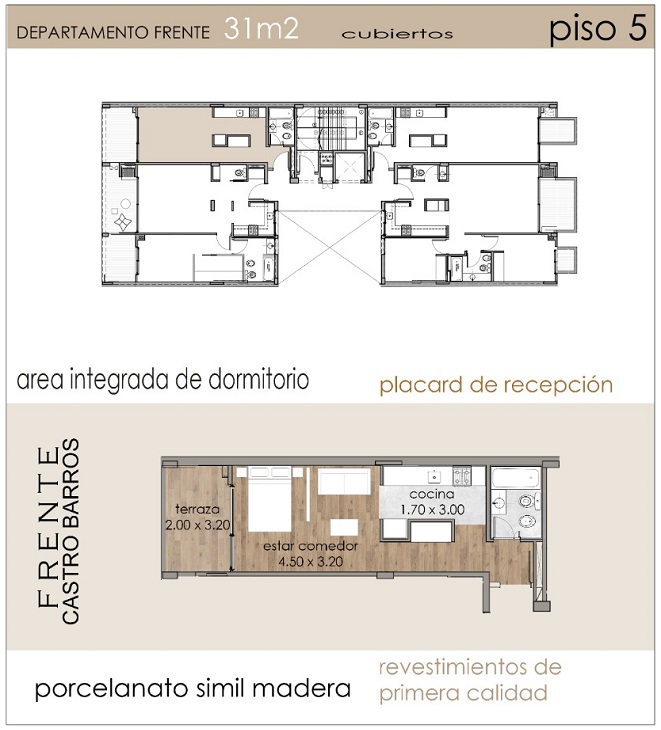 DEPARTAMENTO FRENTE 31m2 cubiertos piso 5
area integrada de dormitorio
placard de recepción
FRENTE
CASTRO BARROS
terraza
2.00 x 3.20
estar comedor
4.50 x 3.20
cocina
1.70 x 3.00
porcelanato simil madera
revestimientos de
primera calidad